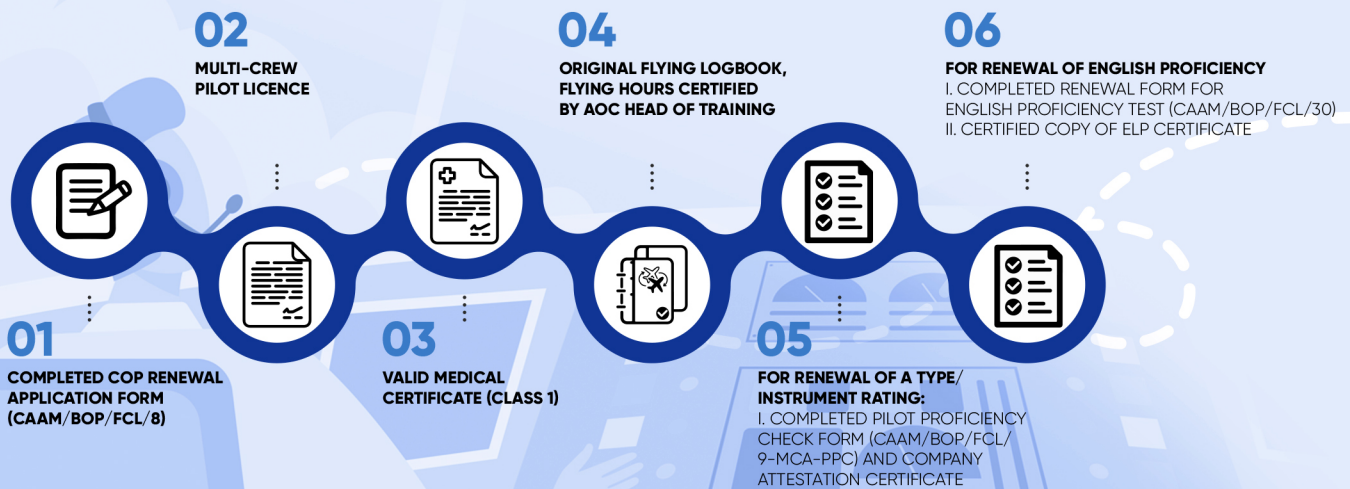 01
COMPLETED COP RENEWAL
APPLICATION FORM
(CAAM/BOP/FCL/8)
02
MULTI-CREW
PILOT LICENCE
03
VALID MEDICAL
CERTIFICATE (CLASS 1)
04
ORIGINAL FLYING LOGBOOK,
FLYING HOURS CERTIFIED
BY AOC HEAD OF TRAINING
05
FOR RENEWAL OF A TYPE/
INSTRUMENT RATING:
I. COMPLETED PILOT PROFICIENCY
CHECK FORM (CAAM/BOP/FCL/
9-MCA-PPC) AND COMPANY
ATTESTATION CERTIFICATE
06
FOR RENEWAL OF ENGLISH PROFICIENCY
I. COMPLETED RENEWAL FORM FOR
ENGLISH PROFICIENCY TEST (CAAM/BOP/FCL/30)
II. CERTIFIED COPY OF ELP CERTIFICATE